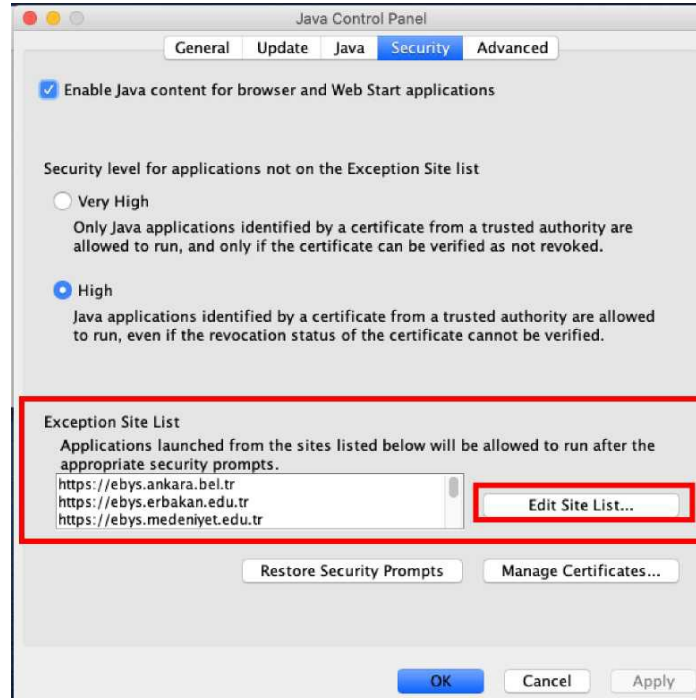 Java Control Panel
General Update Java Security Advanced
Enable Java content for browser and Web Start applications
Security level for applications not on the Exception Site list
Very High
Only Java applications identified by a certificate from a trusted authority are
allowed to run, and only if the certificate can be verified as not revoked.
High
Java applications identified by a certificate from a trusted authority are allowed
to run, even if the revocation status of the certificate cannot be verified.
Exception Site List
Applications launched from the sites listed below will be allowed to run after the
appropriate security prompts.
https://ebys.ankara.bel.tr
https://ebys.erbakan.edu.tr
https://ebys.medeniyet.edu.tr
Edit Site List...
Restore Security Prompts Manage Certificates...
OK Cancel Apply